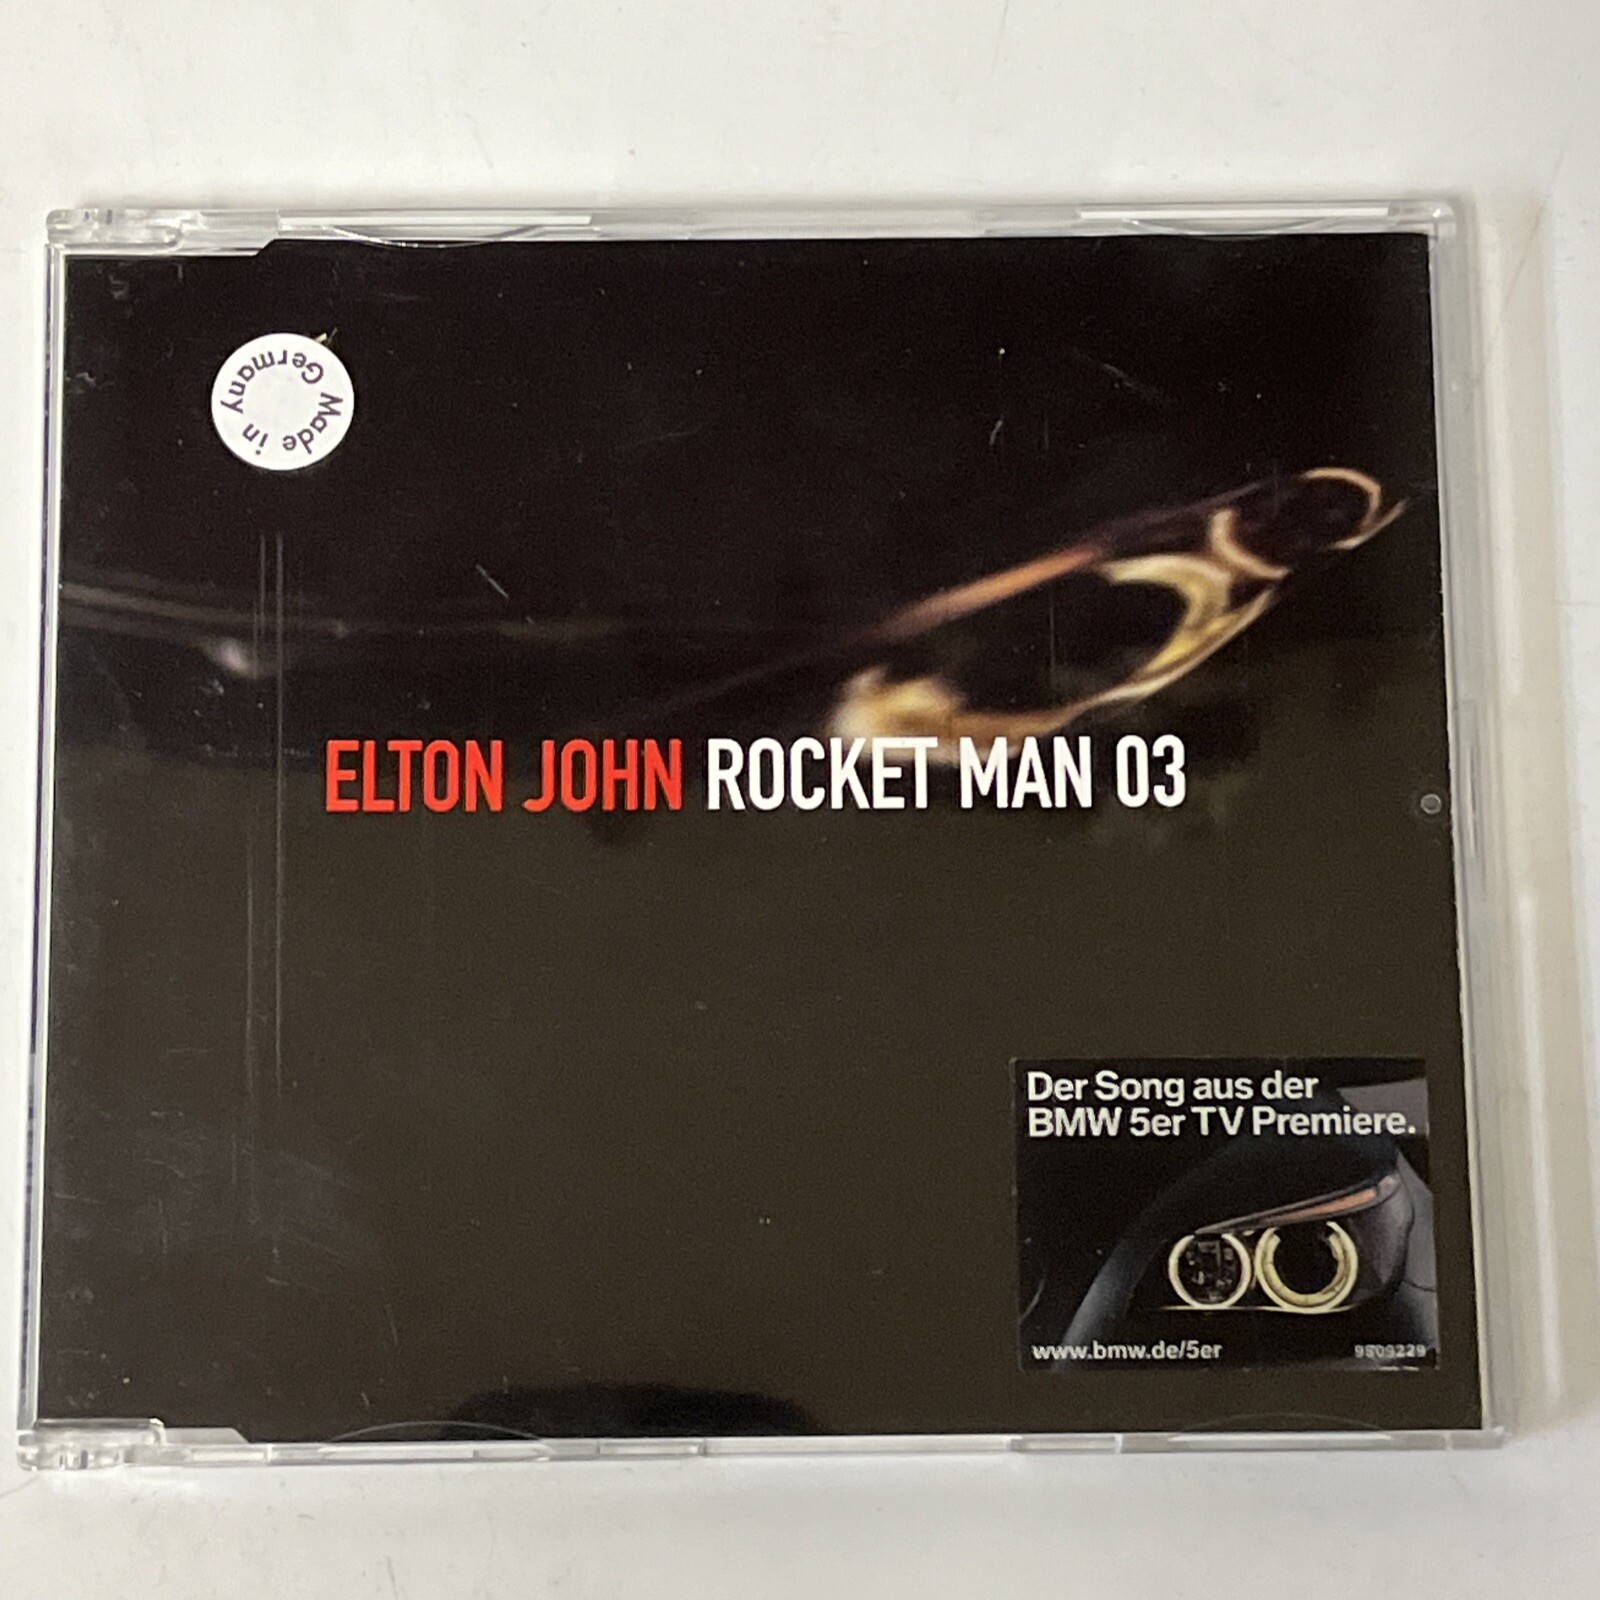 Made in Germany
ELTON JOHN ROCKET MAN 03
Der Song aus der
BMW 5er TV Premiere.
www.bmw.de/5er
9809229